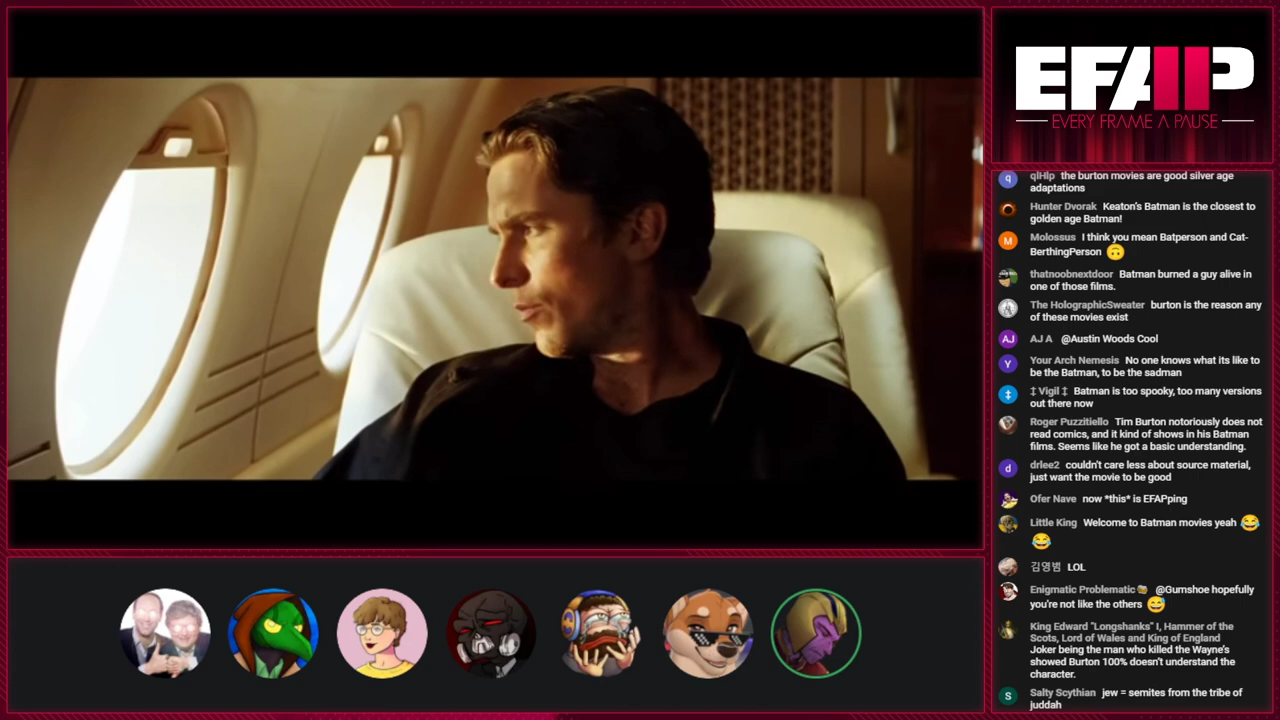 EFAP
EVERY FRAME A PAUSE
qlHlp the burton movies are good silver age
adaptations
Hunter Dvorak Keaton's Batman is the closest to
golden age Batman!
Molossus I think you mean Batperson and Cat-
BerthingPerson 🙃
thatnoobnextdoor Batman burned a guy alive in
one of those films.
The HolographicSweater burton is the reason any
of these movies exist
AJ
AJ A @Austin Woods Cool
Y
Your Arch Nemesis No one knows what its like to
be the Batman, to be the sadman
‡ Vigil ‡ Batman is too spooky, too many versions
out there now
Roger Puzzitiello Tim Burton notoriously does not
read comics, and it kind of shows in his Batman
films. Seems like he got a basic understanding.
d
drlee2 couldn't care less about source material,
just want the movie to be good
Ofer Nave now *this* is EFAPping
Little King Welcome to Batman movies yeah 😂
😂
김영범 LOL
Enigmatic Problematic @Gumshoe hopefully
you're not like the others 😅
King Edward "Longshanks" I, Hammer of the
Scots, Lord of Wales and King of England
Joker being the man who killed the Wayne's
showed Burton 100% doesn't understand the
character.
S
Salty Scythian jew = semites from the tribe of
juddah